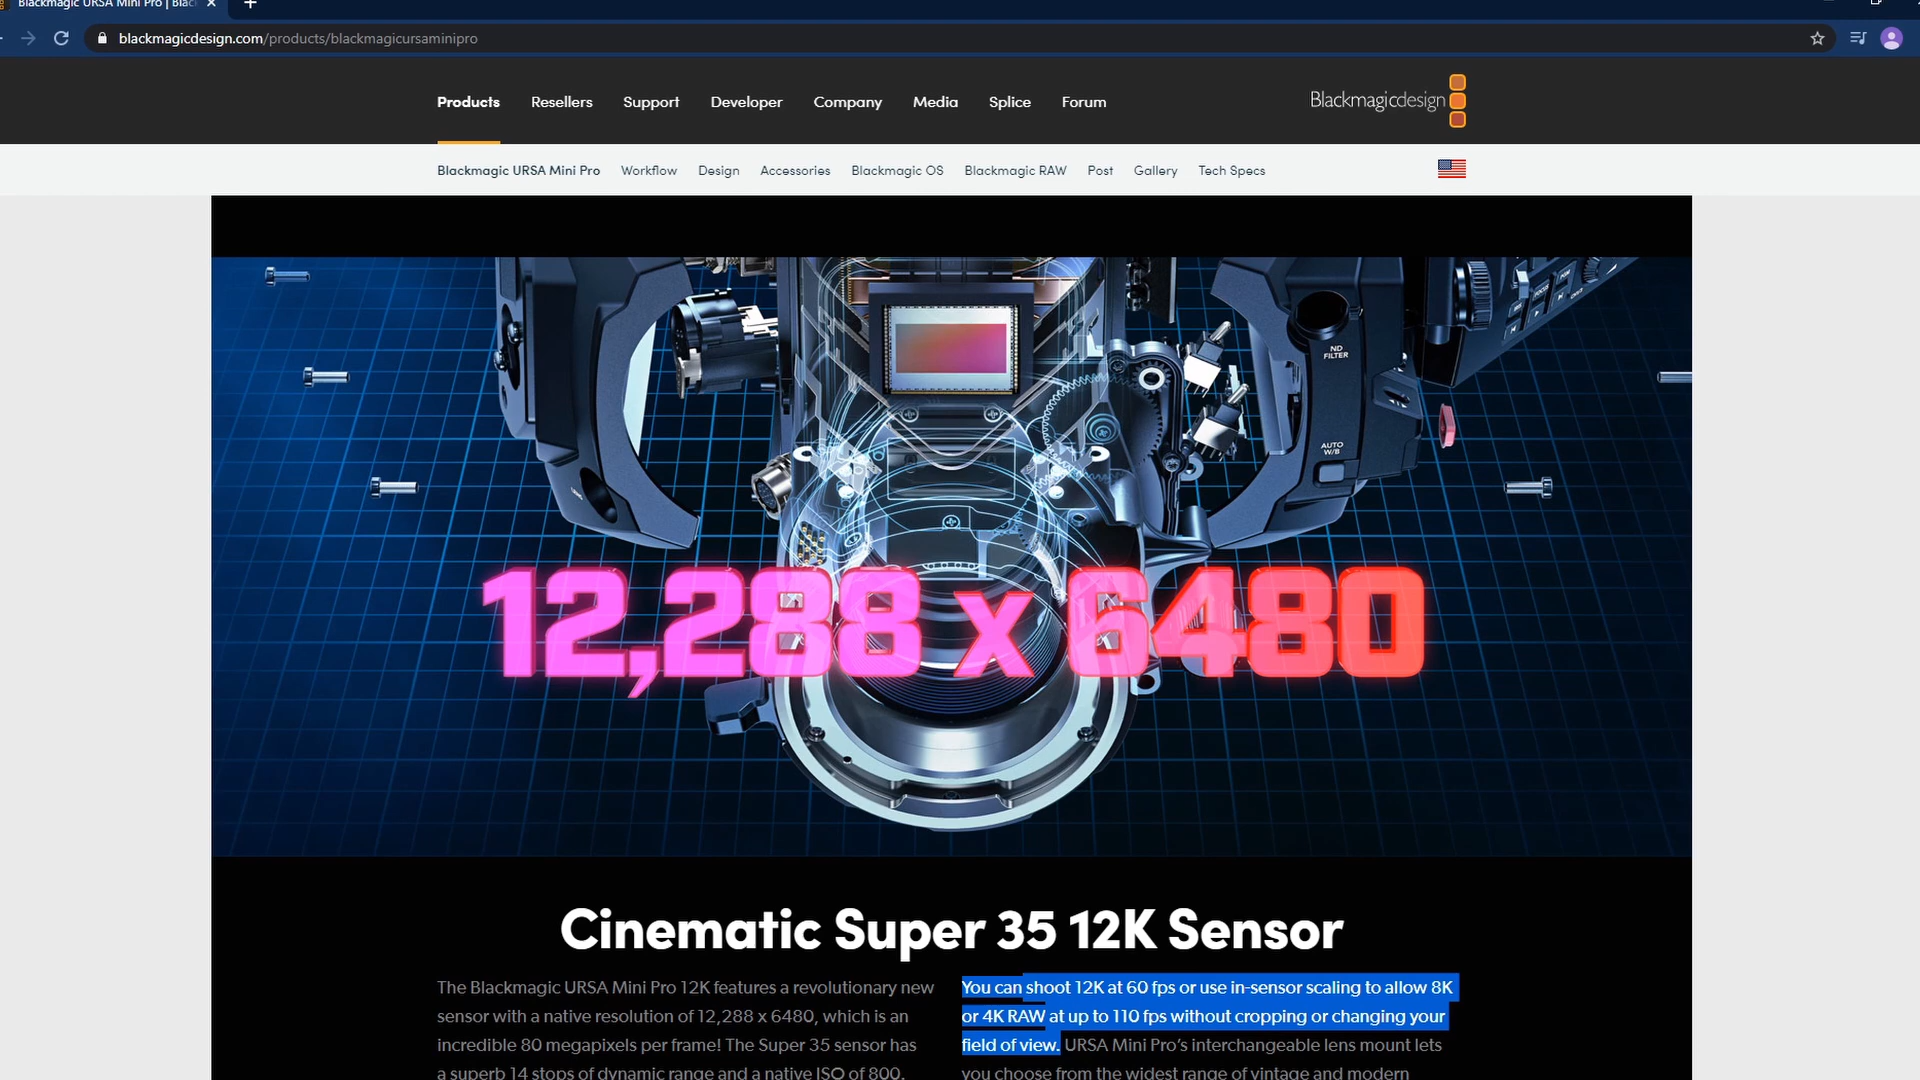 Blackmagic URSA Mini Pro | Blac
blackmagicdesign.com/products/blackmagicursaminipro
Products Resellers Support Developer Company Media Splice Forum
Blackmagicdesign
Blackmagic URSA Mini Pro Workflow Design Accessories Blackmagic OS Blackmagic RAW Post Gallery Tech Specs
ND
FILTER
AUTO
W/B
12,288 x 6480
Cinematic Super 35 12K Sensor
The Blackmagic URSA Mini Pro 12K features a revolutionary new
sensor with a native resolution of 12,288 x 6480, which is an
incredible 80 megapixels per frame! The Super 35 sensor has
a superb 14 stops of dynamic range and a native ISO of 800.
You can shoot 12K at 60 fps or use in-sensor scaling to allow 8K
or 4K RAW at up to 110 fps without cropping or changing your
field of view. URSA Mini Pro's interchangeable lens mount lets
you choose from the widest range of vintage and modern